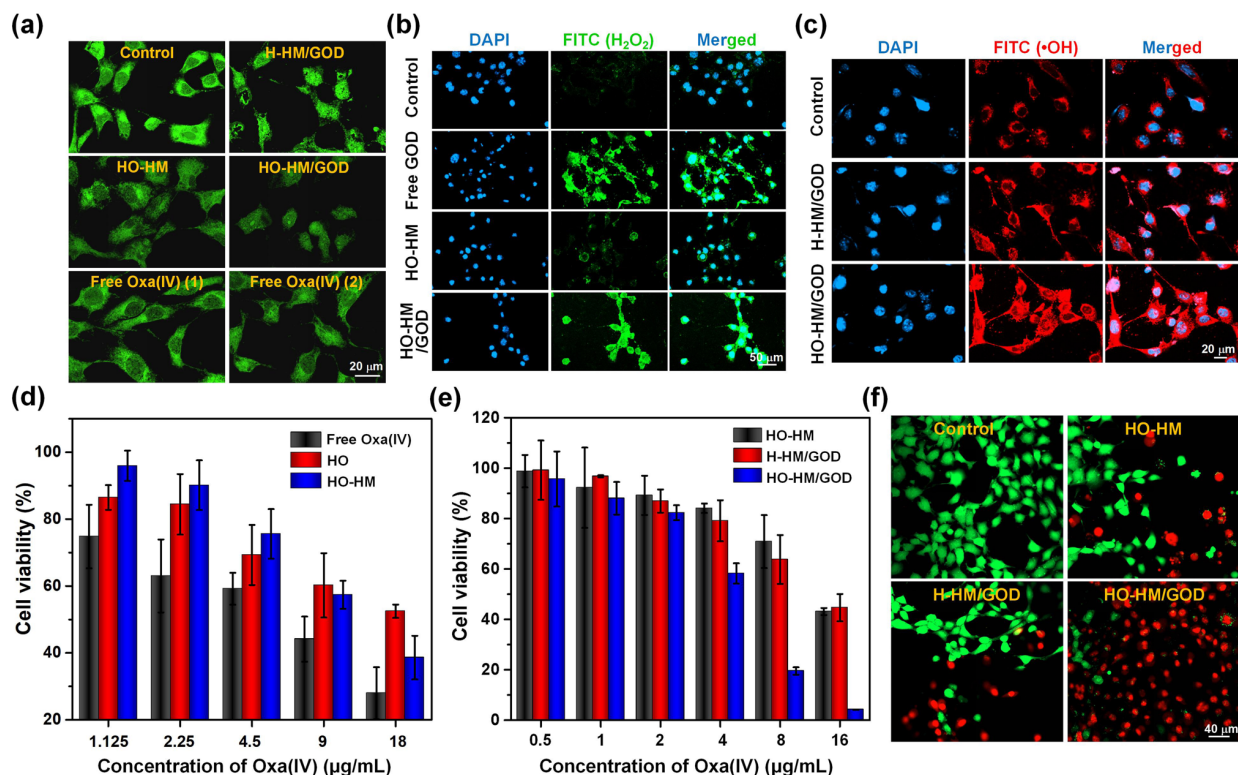 (a)
Control
H-HM/GOD
HO-HM
HO-HM/GOD
Free Oxa(IV) (1)
Free Oxa(IV) (2)
20 µm
(b)
DAPI
FITC (H₂O₂)
Merged
Control
Free GOD
HO-HM
HO-HM
/GOD
50 µm
(c)
DAPI
FITC (•OH)
Merged
Control
H-HM/GOD
HO-HM/GOD
20 µm
(d)
Free Oxa(IV)
HO
HO-HM
Cell viability (%)
100
80
60
40
20
1.125
2.25
4.5
9
18
Concentration of Oxa(IV) (µg/mL)
(e)
HO-HM
H-HM/GOD
HO-HM/GOD
Cell viability (%)
120
100
80
60
40
20
0
0.5
1
2
4
8
16
Concentration of Oxa(IV) (µg/mL)
(f)
Control
HO-HM
H-HM/GOD
HO-HM/GOD
40 µm